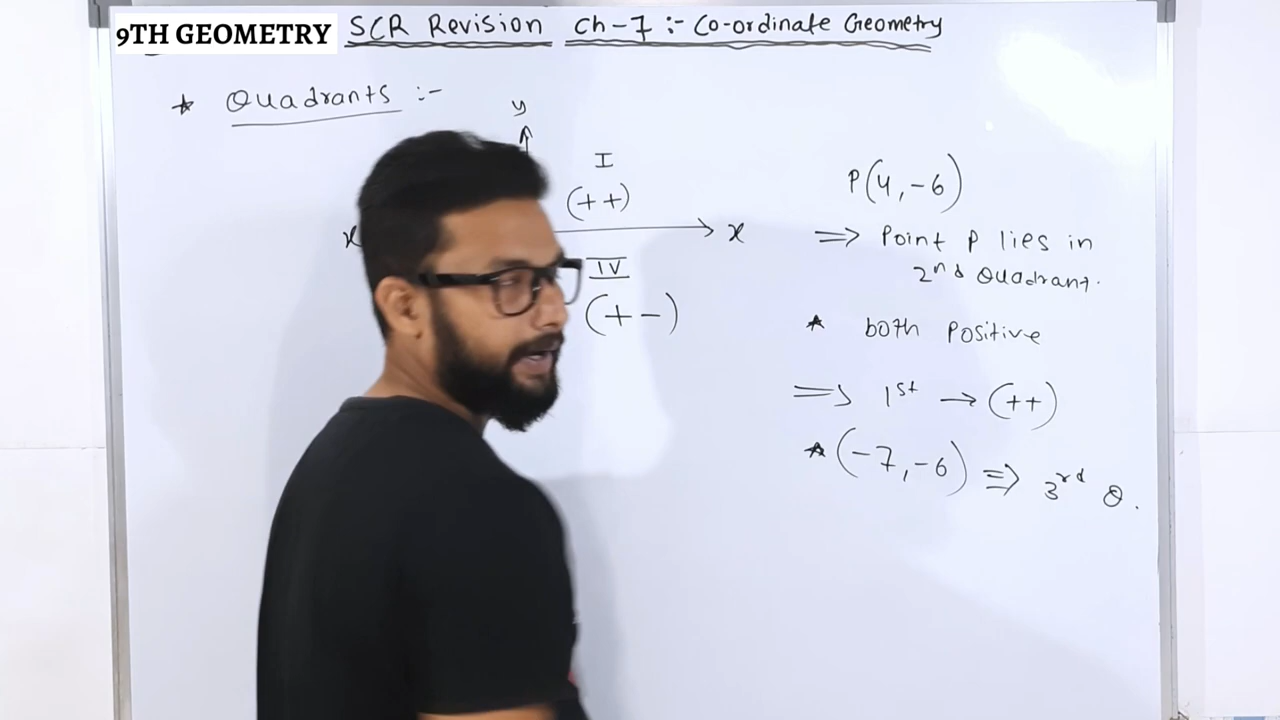 9TH GEOMETRY
SCR Revision Ch-7 :- Co-ordinate Geometry
* Quadrants :-
y
I
(++)
x
x
IV
(+-)
P(4,-6)
⇒ Point P lies in
2nd Quadrant.
* both Positive
⇒ 1st → (++)
* (-7,-6) ⇒ 3rd Q.